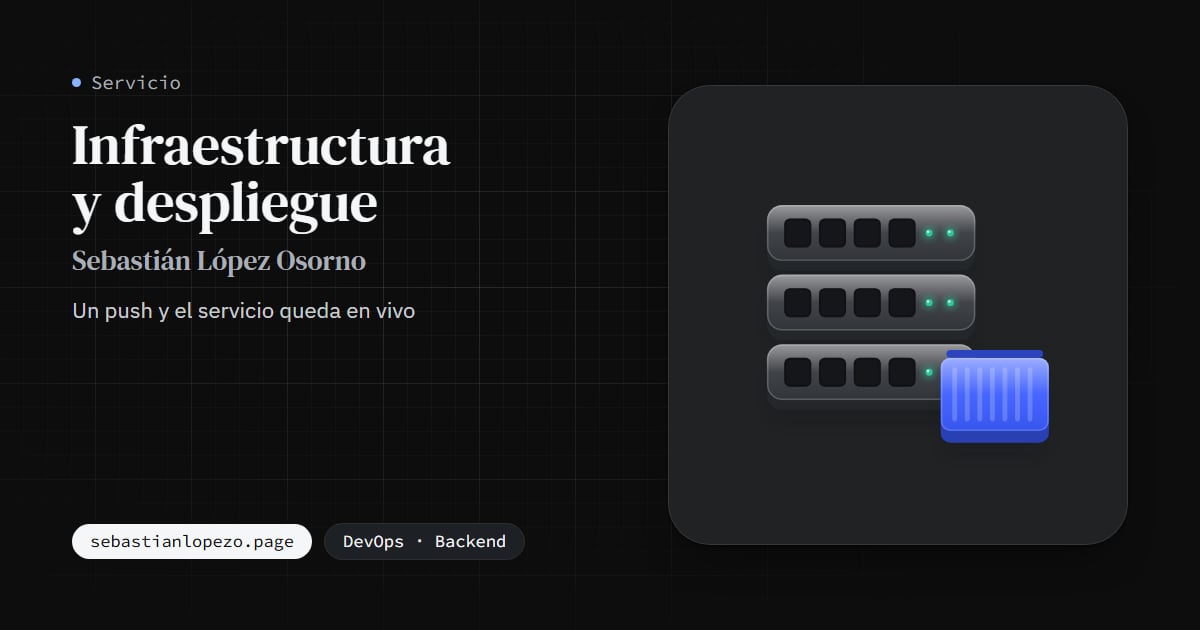 Servicio
Infraestructura
y despliegue
Sebastián López Osorno
Un push y el servicio queda en vivo
sebastianlopezo.page
DevOps · Backend